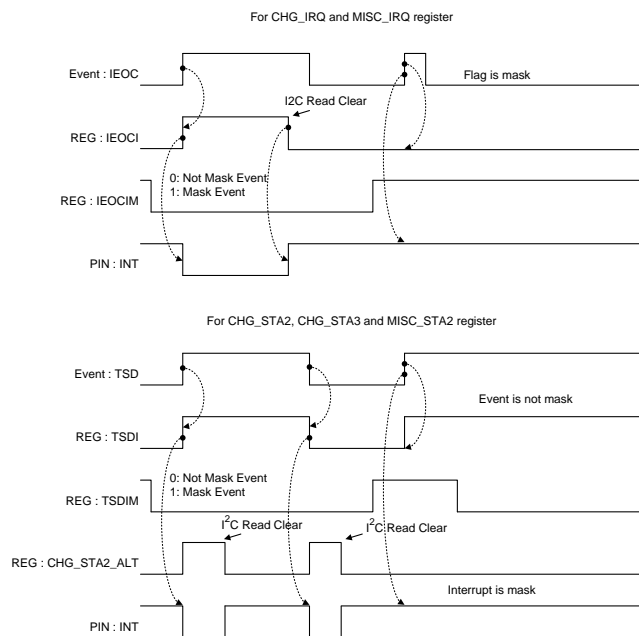 For CHG_IRQ and MISC_IRQ register
Event : IEOC
Flag is mask
I2C Read Clear
REG : IEOCI
0: Not Mask Event
1: Mask Event
REG : IEOCIM
PIN : INT
For CHG_STA2, CHG_STA3 and MISC_STA2 register
Event : TSD
Event is not mask
REG : TSDI
0: Not Mask Event
1: Mask Event
REG : TSDIM
I²C Read Clear
I²C Read Clear
REG : CHG_STA2_ALT
Interrupt is mask
PIN : INT